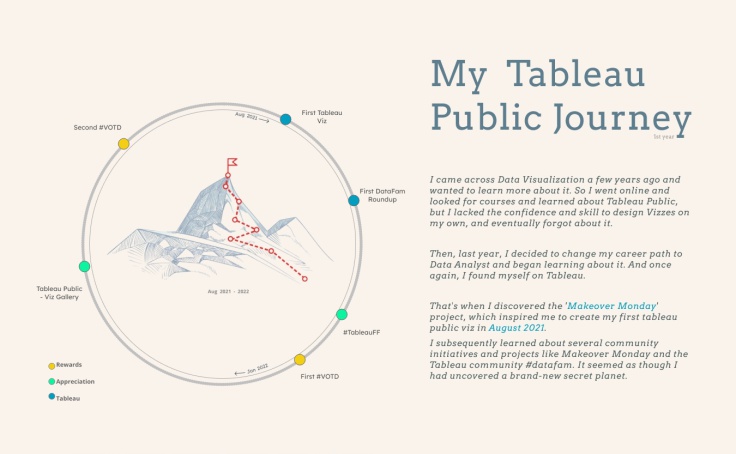 My Tableau
Public Journey
1st year
Aug 2021
First Tableau
Viz
Second #VOTD
First DataFam
Roundup
Tableau Public
- Viz Gallery
Aug 2021 - 2022
#TableauFF
Jan 2022
First #VOTD
Rewards
Appreciation
Tableau
I came across Data Visualization a few years ago and
wanted to learn more about it. So I went online and
looked for courses and learned about Tableau Public,
but I lacked the confidence and skill to design Vizzes on
my own, and eventually forgot about it.
Then, last year, I decided to change my career path to
Data Analyst and began learning about it. And once
again, I found myself on Tableau.
That's when I discovered the 'Makeover Monday'
project, which inspired me to create my first tableau
public viz in August 2021.
I subsequently learned about several community
initiatives and projects like Makeover Monday and the
Tableau community #datafam. It seemed as though I
had uncovered a brand-new secret planet.